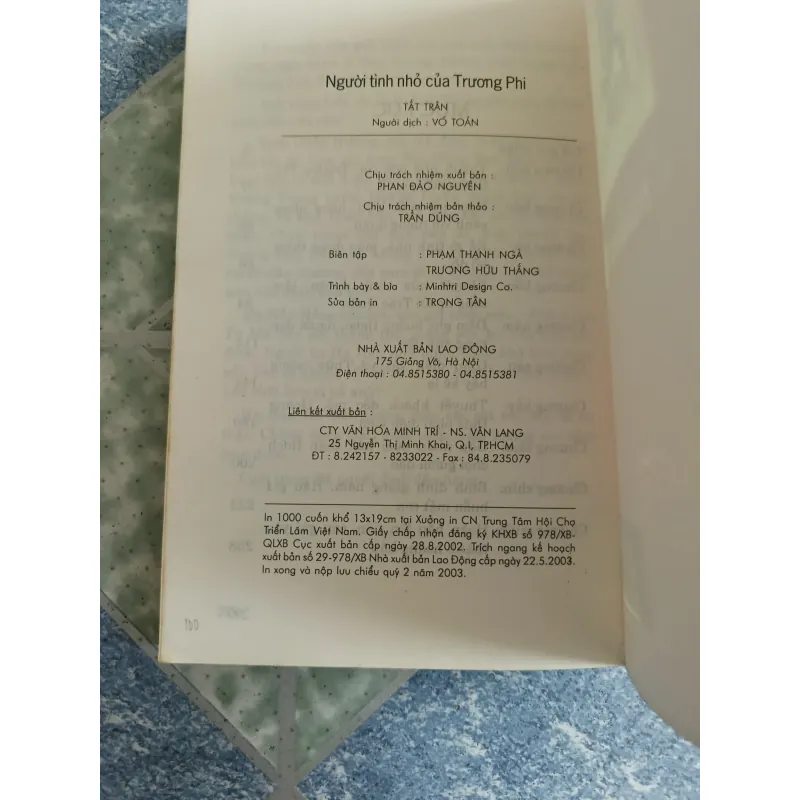 Người tình nhỏ của Trương Phi
TẤT TRÂN
Người dịch : VÕ TOÁN
Chịu trách nhiệm xuất bản :
PHAN ĐÀO NGUYÊN
Chịu trách nhiệm bản thảo :
TRẦN DŨNG
Biên tập : PHẠM THANH NGÀ
TRƯƠNG HỮU THẮNG
Trình bày & bìa : Minhtri Design Co.
Sửa bản in : TRỌNG TÂN
NHÀ XUẤT BẢN LAO ĐỘNG
175 Giảng Võ, Hà Nội
Điện thoại : 04.8515380 - 04.8515381
Liên kết xuất bản :
CTY VĂN HÓA MINH TRÍ - NS. VĂN LANG
25 Nguyễn Thị Minh Khai, Q.I, TP.HCM
ĐT : 8.242157 - 8233022 - Fax : 84.8.235079
In 1000 cuốn khổ 13x19cm tại Xưởng in CN Trung Tâm Hội Chợ
Triển Lãm Việt Nam. Giấy chấp nhận đăng ký KHXB số 978/XB-
QLXB Cục xuất bản cấp ngày 28.8.2002. Trích ngang kế hoạch
xuất bản số 29-978/XB Nhà xuất bản Lao Động cấp ngày 22.5.2003.
In xong và nộp lưu chiểu quý 2 năm 2003.